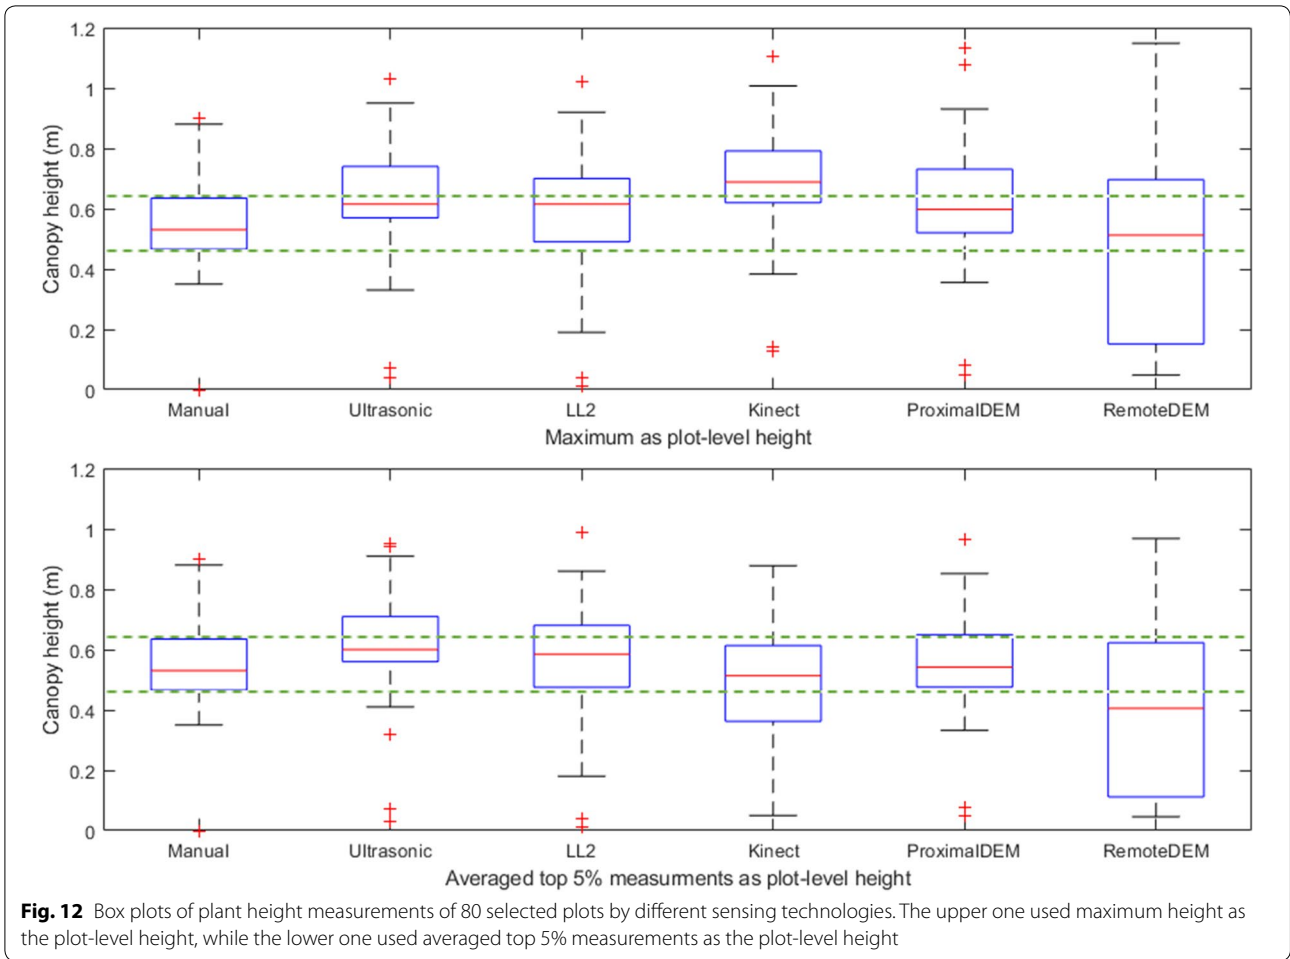 1.2
1
0.8
0.6
0.4
0.2
0
Canopy height (m)
Manual Ultrasonic LL2 Kinect ProximalDEM RemoteDEM
Maximum as plot-level height
1.2
1
0.8
0.6
0.4
0.2
0
Canopy height (m)
Manual Ultrasonic LL2 Kinect ProximalDEM RemoteDEM
Averaged top 5% measurments as plot-level height
Fig. 12 Box plots of plant height measurements of 80 selected plots by different sensing technologies. The upper one used maximum height as
the plot-level height, while the lower one used averaged top 5% measurements as the plot-level height